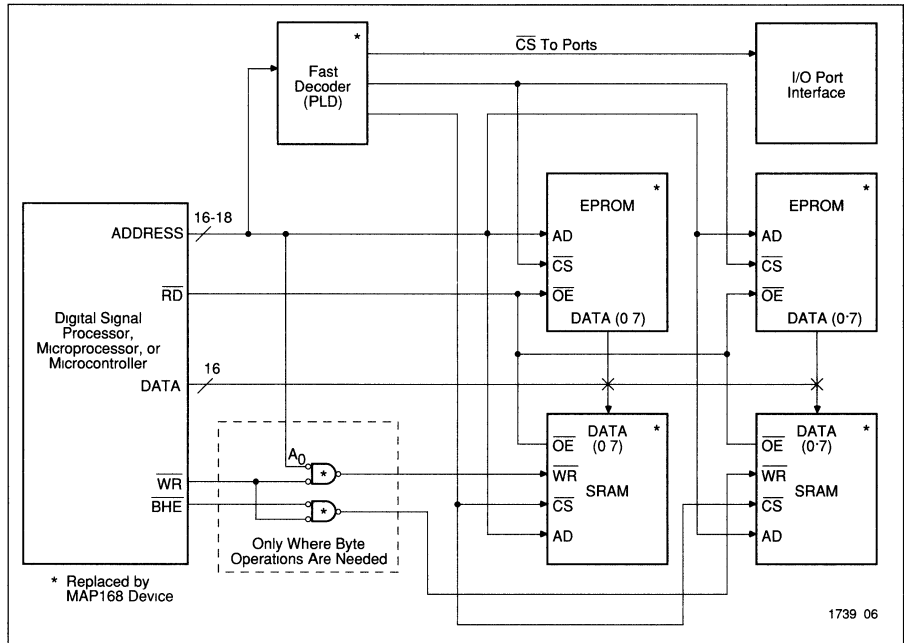 *
Fast
Decoder
(PLD)
CS To Ports
I/O Port
Interface
16-18
ADDRESS
RD
Digital Signal
Processor,
Microprocessor, or
Microcontroller
DATA
16
WR
BHE
*
EPROM
AD
CS
OE
DATA (0 7)
*
EPROM
AD
CS
OE
DATA (0·7)
A0
*
*
Only Where Byte
Operations Are Needed
DATA *
(0 7)
OE
WR
SRAM
CS
AD
DATA *
(0·7)
OE
WR
SRAM
CS
AD
* Replaced by
MAP168 Device
1739 06